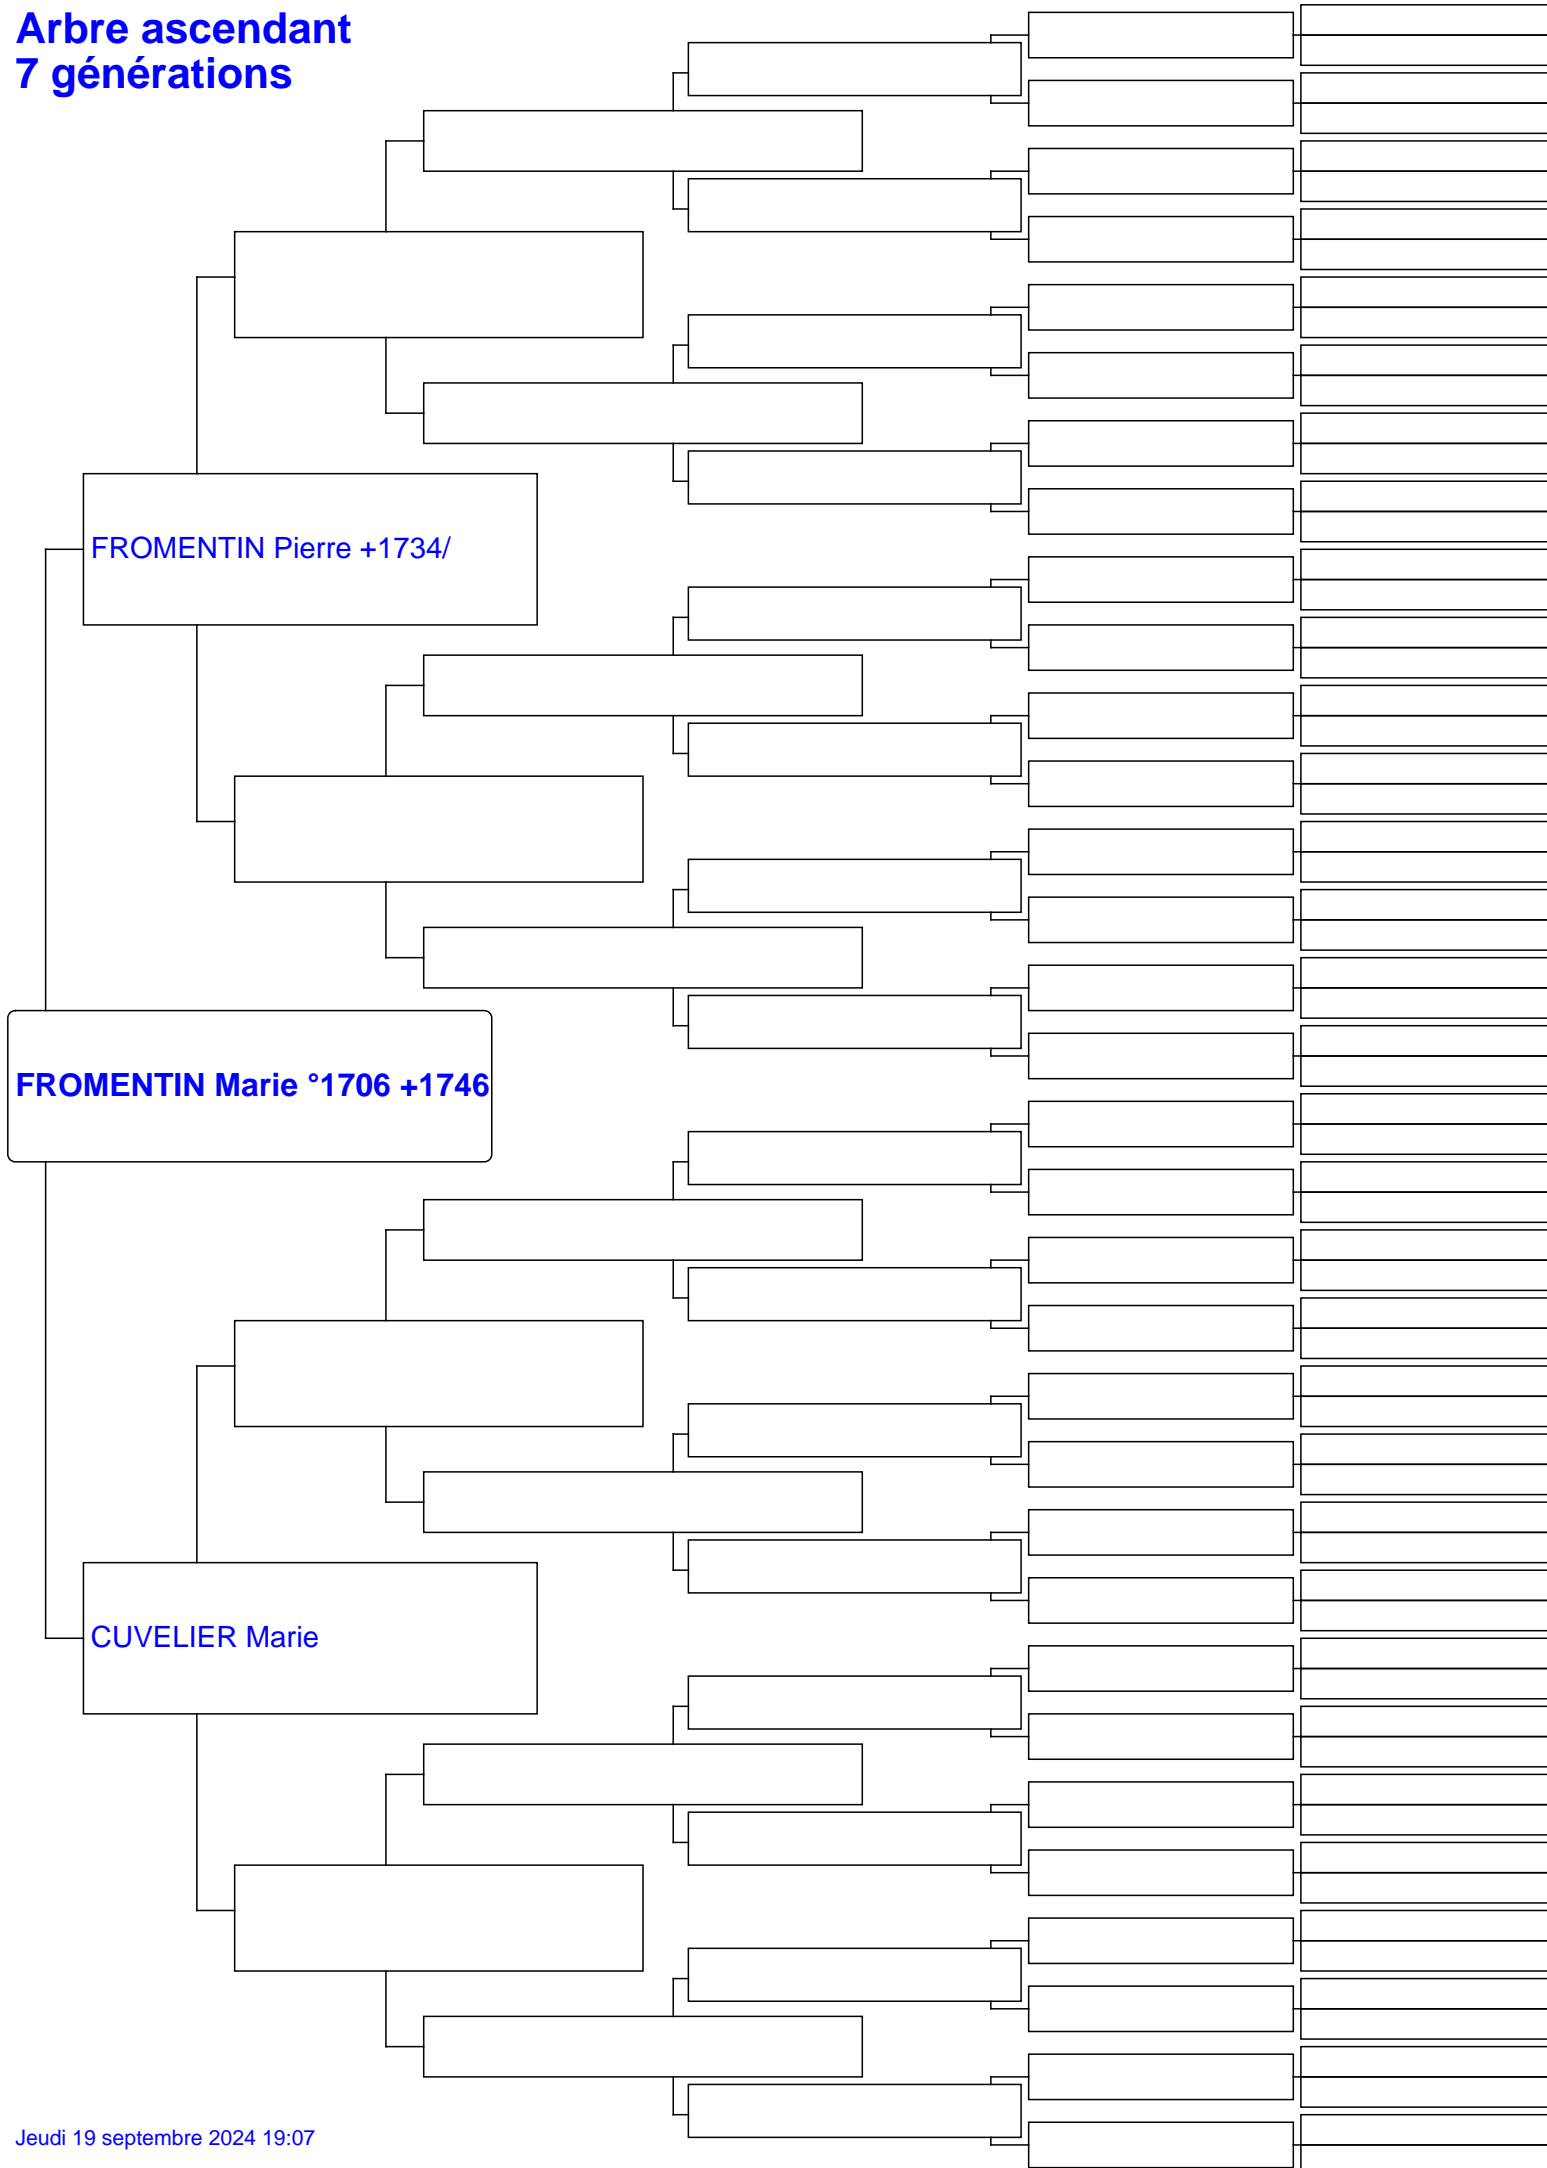 Arbre ascendant
7 générations
FROMENTIN Pierre +1734/
FROMENTIN Marie °1706 +1746
CUVELIER Marie
Jeudi 19 septembre 2024 19:07